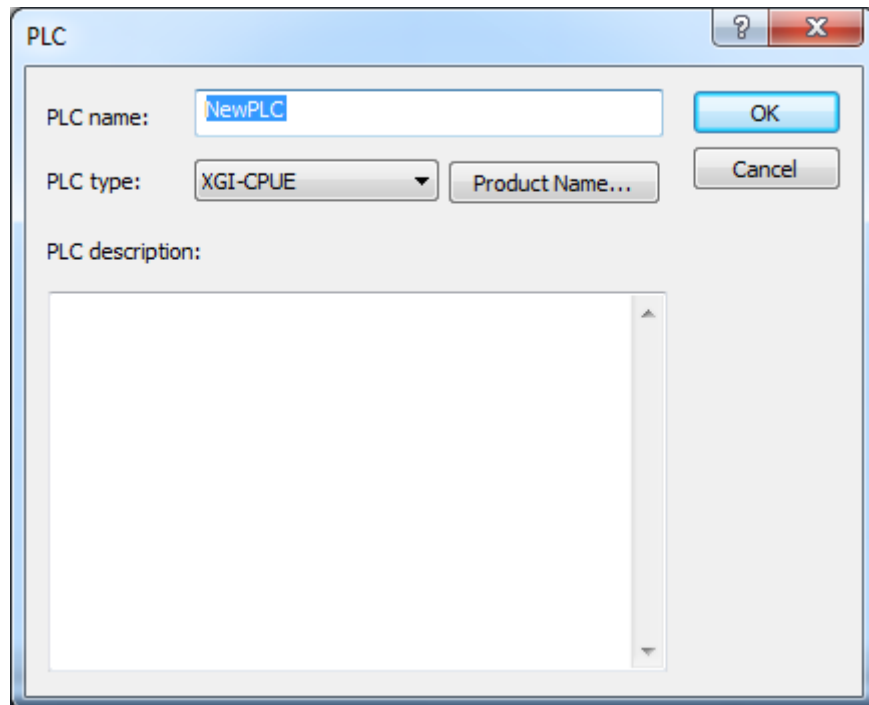 PLC
PLC name:
NewPLC
OK
PLC type:
XGI-CPUE
Product Name...
Cancel
PLC description: